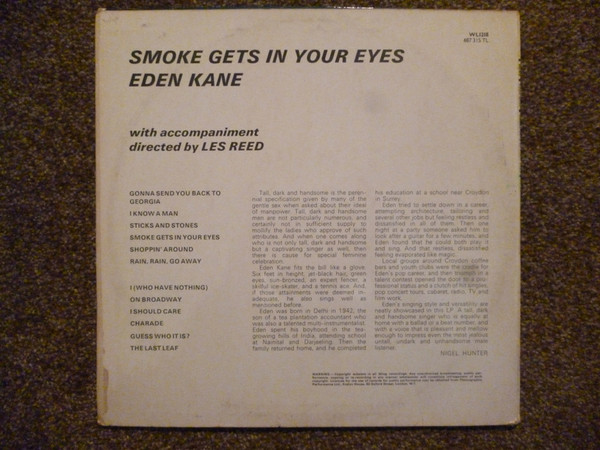 WL1218
687 315 TL
SMOKE GETS IN YOUR EYES
EDEN KANE
with accompaniment
directed by LES REED
GONNA SEND YOU BACK TO
GEORGIA
I KNOW A MAN
STICKS AND STONES
SMOKE GETS IN YOUR EYES
SHOPPIN' AROUND
RAIN, RAIN, GO AWAY
I (WHO HAVE NOTHING)
ON BROADWAY
I SHOULD CARE
CHARADE
GUESS WHO IT IS?
THE LAST LEAF
Tall, dark and handsome is the peren-
nial specification given by many of the
gentle sex when asked about their ideal
of manpower. Tall, dark and handsome
men are not particularly numerous, and
certainly not in sufficient supply to
mollify the ladies who approve of such
attributes. And when one comes along
who is not only tall, dark and handsome
but a captivating singer as well, then
there is cause for special feminine
celebration.
Eden Kane fits the bill like a glove.
Six feet in height, jet-black hair, green
eyes, sun-bronzed, an expert fencer, a
skilful ice-skater, and a tennis ace. And,
if those attainments were deemed in-
adequate, he also sings well as
mentioned before.
Eden was born in Delhi in 1942, the
son of a tea plantation accountant who
was also a talented multi-instrumentalist.
Eden spent his boyhood in the tea-
growing hills of India, attending school
at Nainital and Darjeeling. Then the
family returned home, and he completed
his education at a school near Croydon
in Surrey.
Eden tried to settle down in a career,
attempting architecture, tailoring and
several other jobs but feeling restless and
dissatisfied in all of them. Then one
night at a party someone asked him to
look after a guitar for a few minutes, and
Eden found that he could both play it
and sing. And that restless, dissatisfied
feeling evaporated like magic.
Local groups around Croydon coffee
bars and youth clubs were the
Eden's pop career, and then triumph in a
talent contest opened the door to pro-
fessional status and a clutch of hit singles,
pop concert tours, cabaret, radio, TV and
film work.
Eden's singing style and versatility are
neatly showcased in this LP. A tall, dark
and handsome singer who is equally at
home with a ballad or a beat number, and
with a voice that is pleasant and mellow
enough to impress even the most
untall, undark and unhandsome male
listener.
NIGEL HUNTER